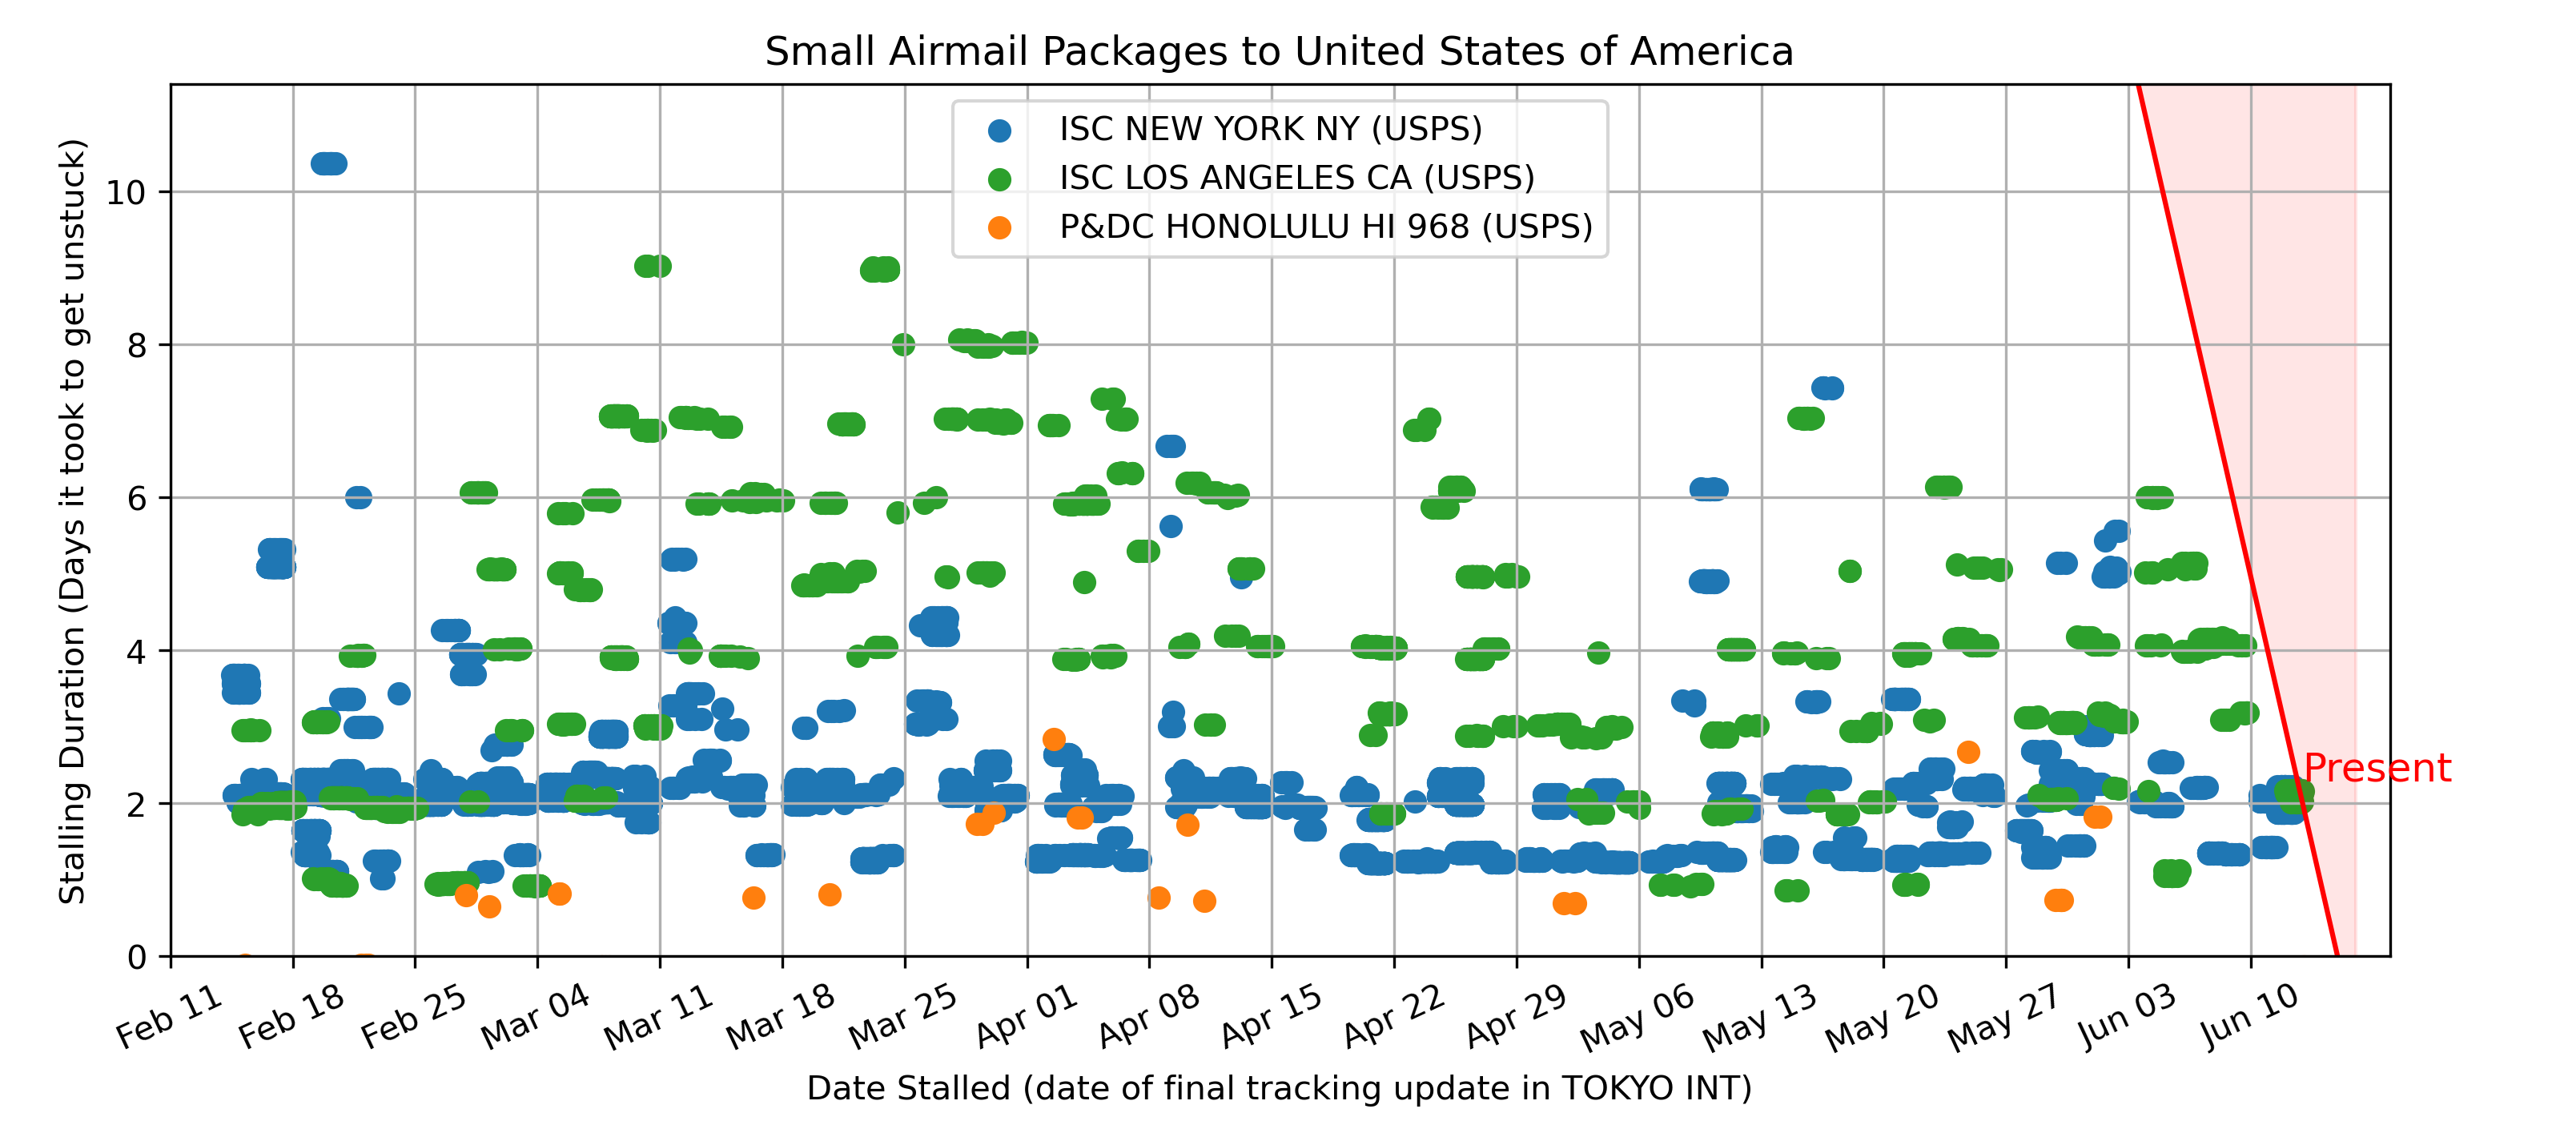 Small Airmail Packages to United States of America
ISC NEW YORK NY (USPS)
ISC LOS ANGELES CA (USPS)
P&DC HONOLULU HI 968 (USPS)
Stalling Duration (Days it took to get unstuck)
10
8
6
4
2
0
Present
Feb 11
Feb 18
Feb 25
Mar 04
Mar 11
Mar 18
Mar 25
Apr 01
Apr 08
Apr 15
Apr 22
Apr 29
May 06
May 13
May 20
May 27
Jun 03
Jun 10
Date Stalled (date of final tracking update in TOKYO INT)